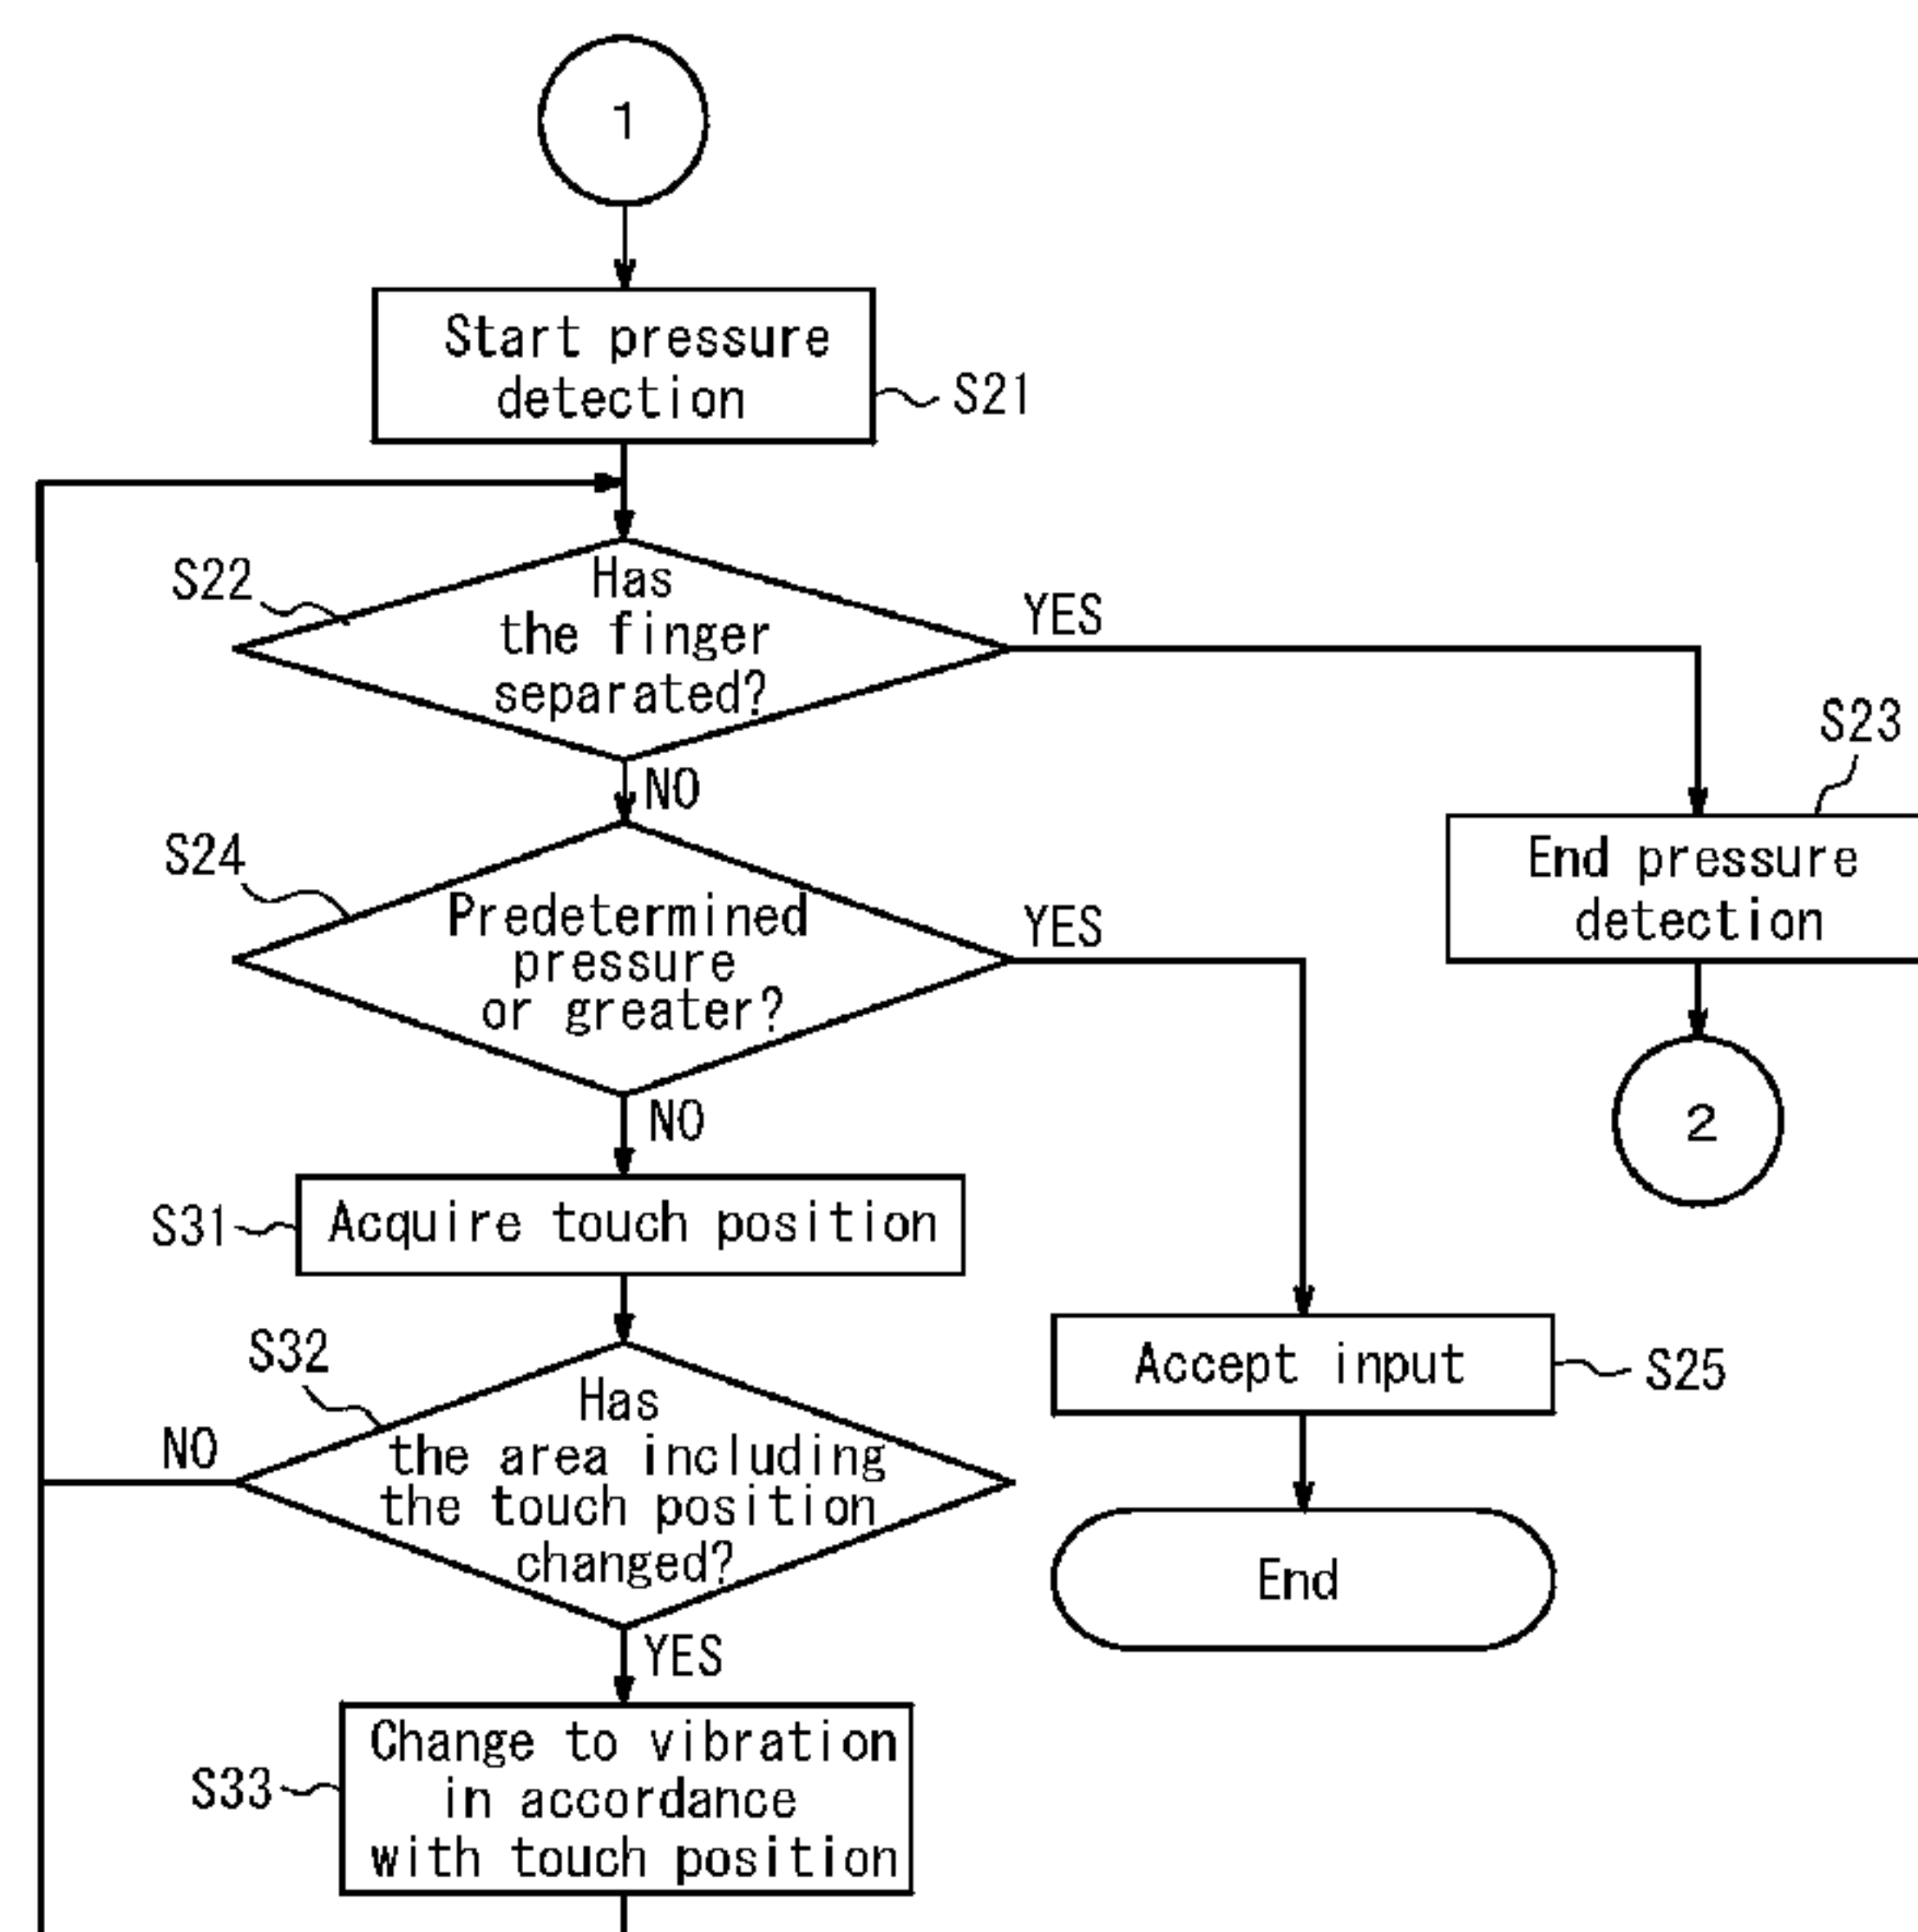 1
Start pressure
detection
S21
S22
Has
the finger
separated?
YES
NO
S23
End pressure
detection
2
S24
Predetermined
pressure
or greater?
YES
NO
S31
Acquire touch position
S32
Has
the area including
the touch position
changed?
NO
YES
Accept input
S25
End
S33
Change to vibration
in accordance
with touch position